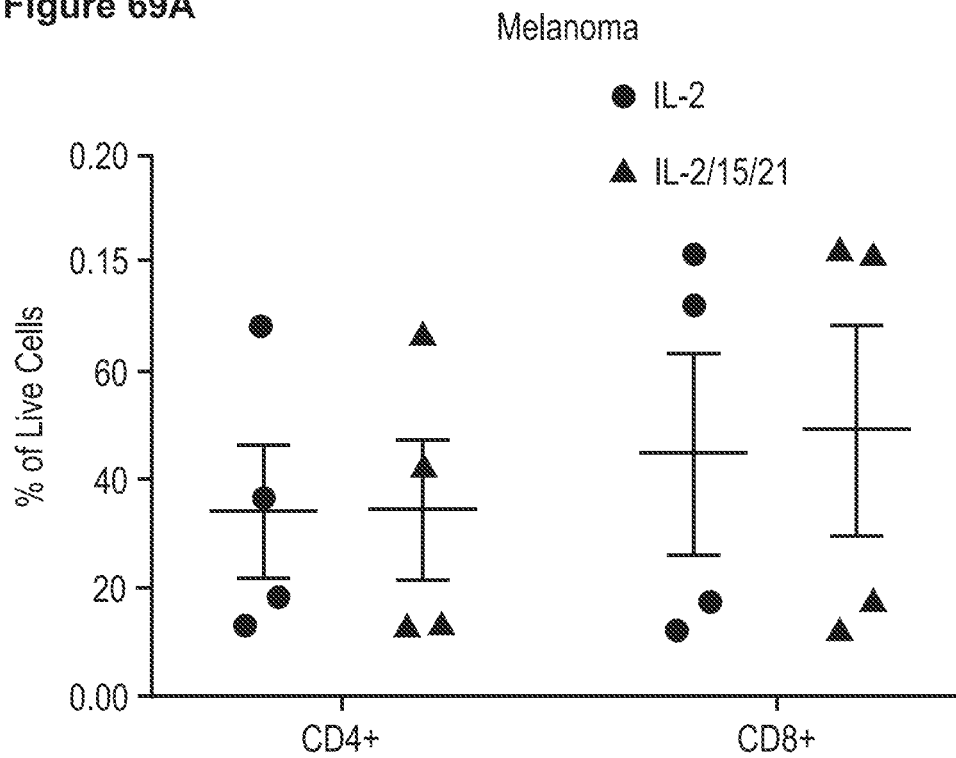 Figure 69A
Melanoma
IL-2
IL-2/15/21
0.20
0.15
60
40
20
0.00
% of Live Cells
CD4+
CD8+